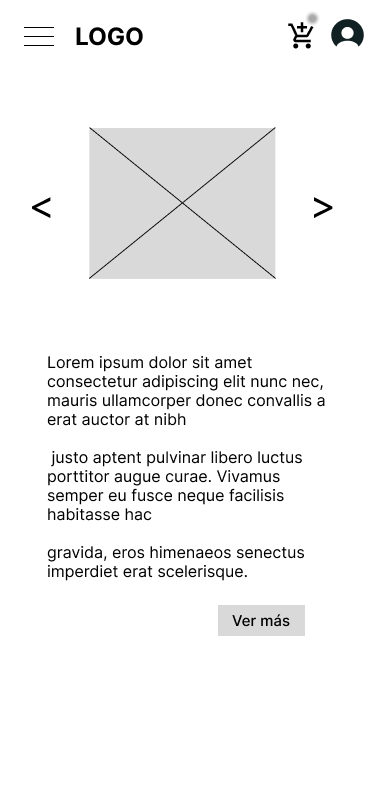 LOGO
< >
Lorem ipsum dolor sit amet
consectetur adipiscing elit nunc nec,
mauris ullamcorper donec convallis a
erat auctor at nibh
justo aptent pulvinar libero luctus
porttitor augue curae. Vivamus
semper eu fusce neque facilisis
habitasse hac
gravida, eros himenaeos senectus
imperdiet erat scelerisque.
Ver más